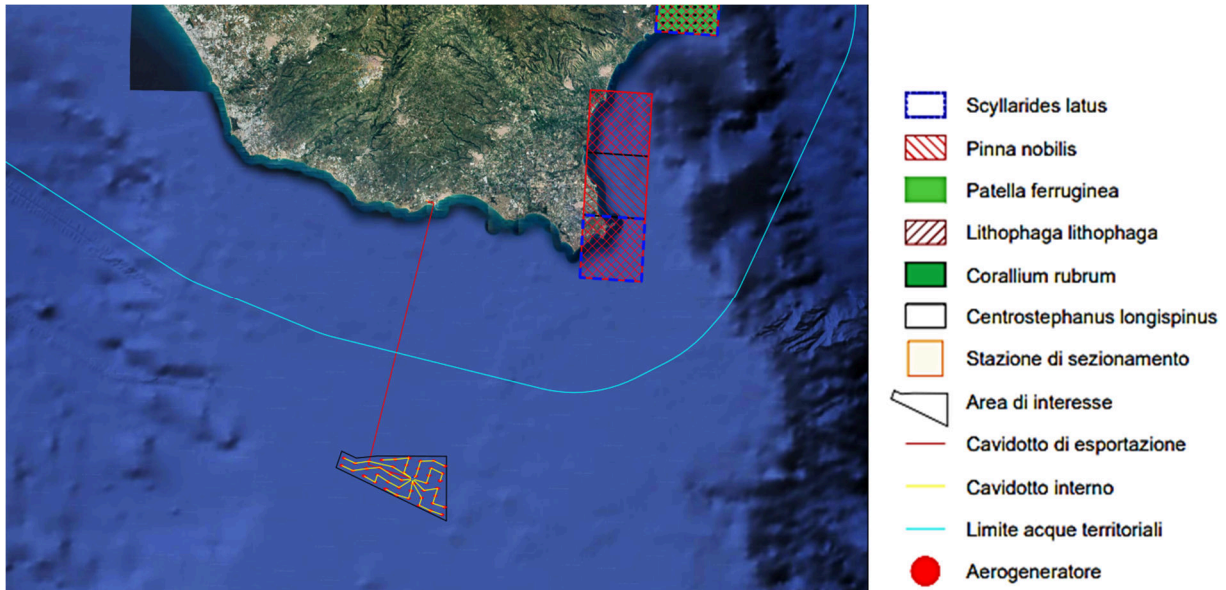 Scyllarides latus
Pinna nobilis
Patella ferruginea
Lithophaga lithophaga
Corallium rubrum
Centrostephanus longispinus
Stazione di sezionamento
Area di interesse
Cavidotto di esportazione
Cavidotto interno
Limite acque territoriali
Aerogeneratore